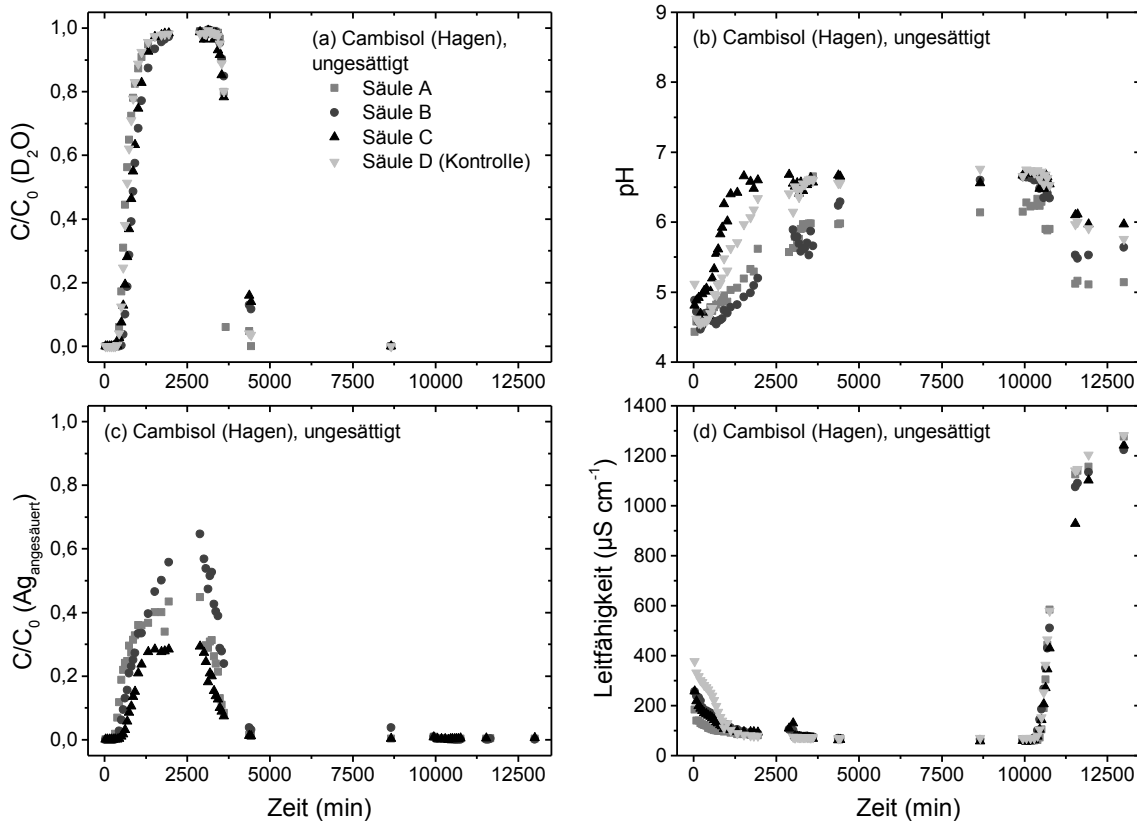 1,0
0,8
0,6
0,4
0,2
0,0
C/C0 (D2O)
(a) Cambisol (Hagen),
ungesättigt
Säule A
Säule B
Säule C
Säule D (Kontrolle)
0 2500 5000 7500 10000 12500
9
8
7
6
5
4
pH
(b) Cambisol (Hagen), ungesättigt
0 2500 5000 7500 10000 12500
1,0
0,8
0,6
0,4
0,2
0,0
C/C0 (Agangesäuert)
(c) Cambisol (Hagen), ungesättigt
0 2500 5000 7500 10000 12500
Zeit (min)
1400
1200
1000
800
600
400
200
0
Leitfähigkeit (µS cm-1)
(d) Cambisol (Hagen), ungesättigt
0 2500 5000 7500 10000 12500
Zeit (min)